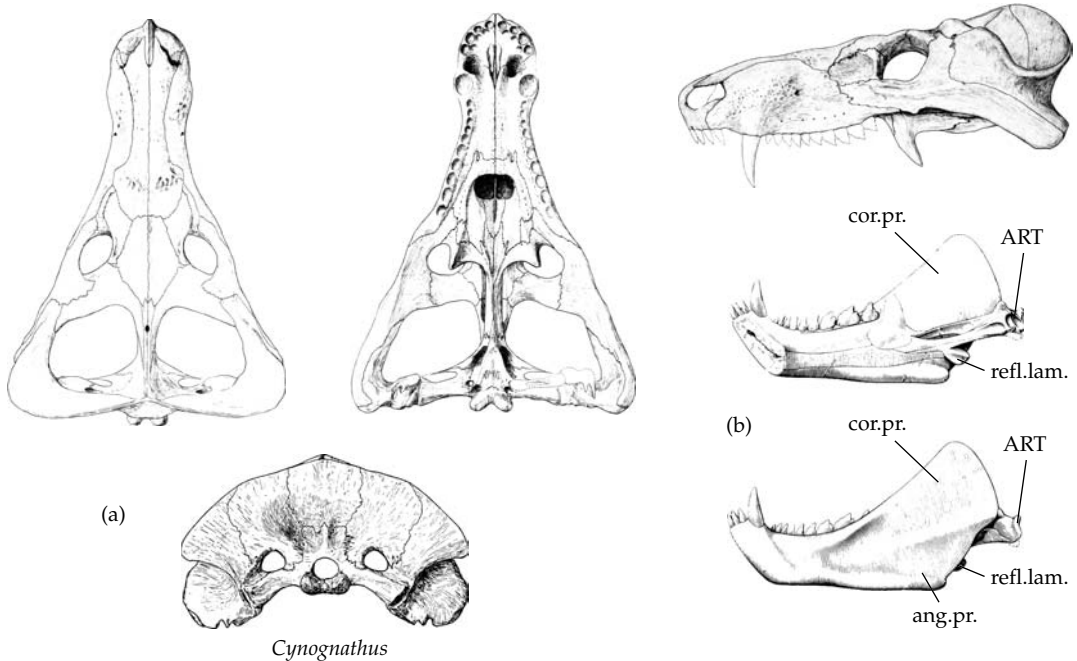 cor.pr.
ART
refl.lam.
(b)
cor.pr.
ART
(a)
refl.lam.
ang.pr.
Cynognathus